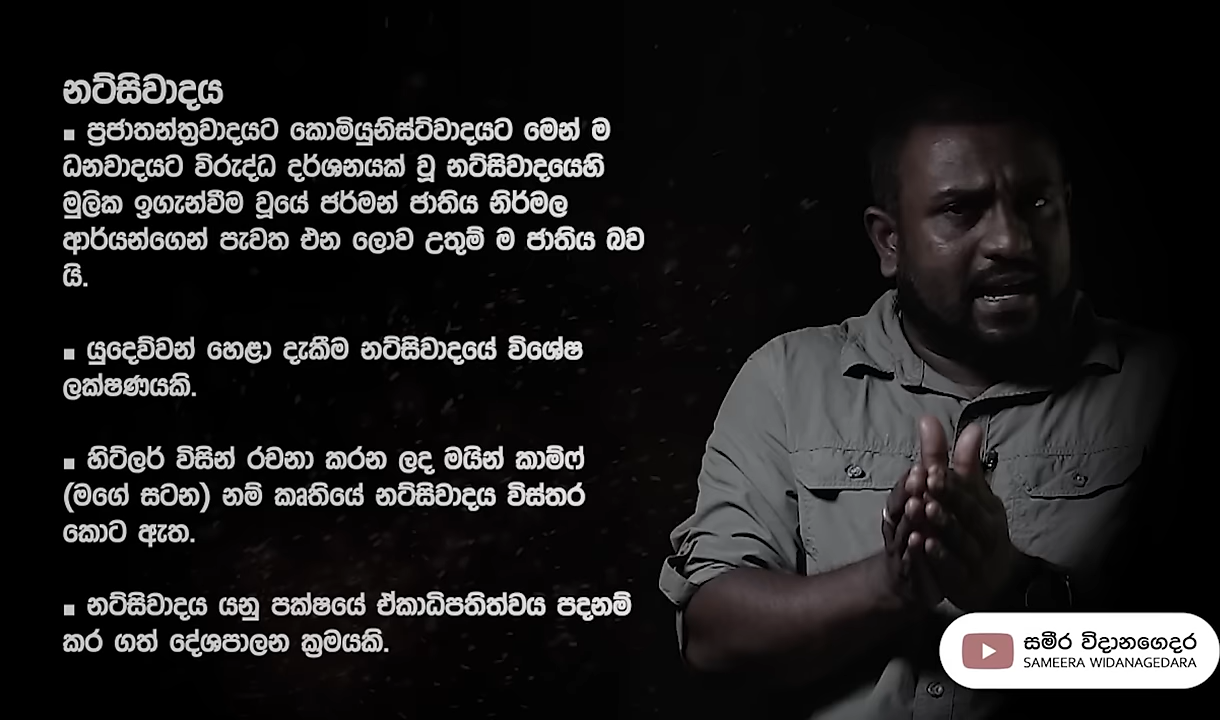 නට්සිවාදය
■ ප්‍රජාතන්ත්‍රවාදයට කොමියුනිස්ට්වාදයට මෙන් ම
ධනවාදයට විරුද්ධ දර්ශනයක් වූ නට්සිවාදයෙහි
මුලික ඉගැන්වීම වූයේ ජර්මන් ජාතිය නිර්මල
ආර්යන්ගෙන් පැවත එන ලොව උතුම් ම ජාතිය බව
යි.
■ යුදෙව්වන් හෙළා දැකීම නට්සිවාදයේ විශේෂ
ලක්ෂණයකි.
■ හිට්ලර් විසින් රචනා කරන ලද මයින් කාම්ෆ්
(මගේ සටන) නම් කෘතියේ නට්සිවාදය විස්තර
කොට ඇත.
■ නට්සිවාදය යනු පක්ෂයේ ඒකාධිපතිත්වය පදනම්
කර ගත් දේශපාලන ක්‍රමයකි.
සමීර විදානගෙදර
SAMEERA WIDANAGEDARA